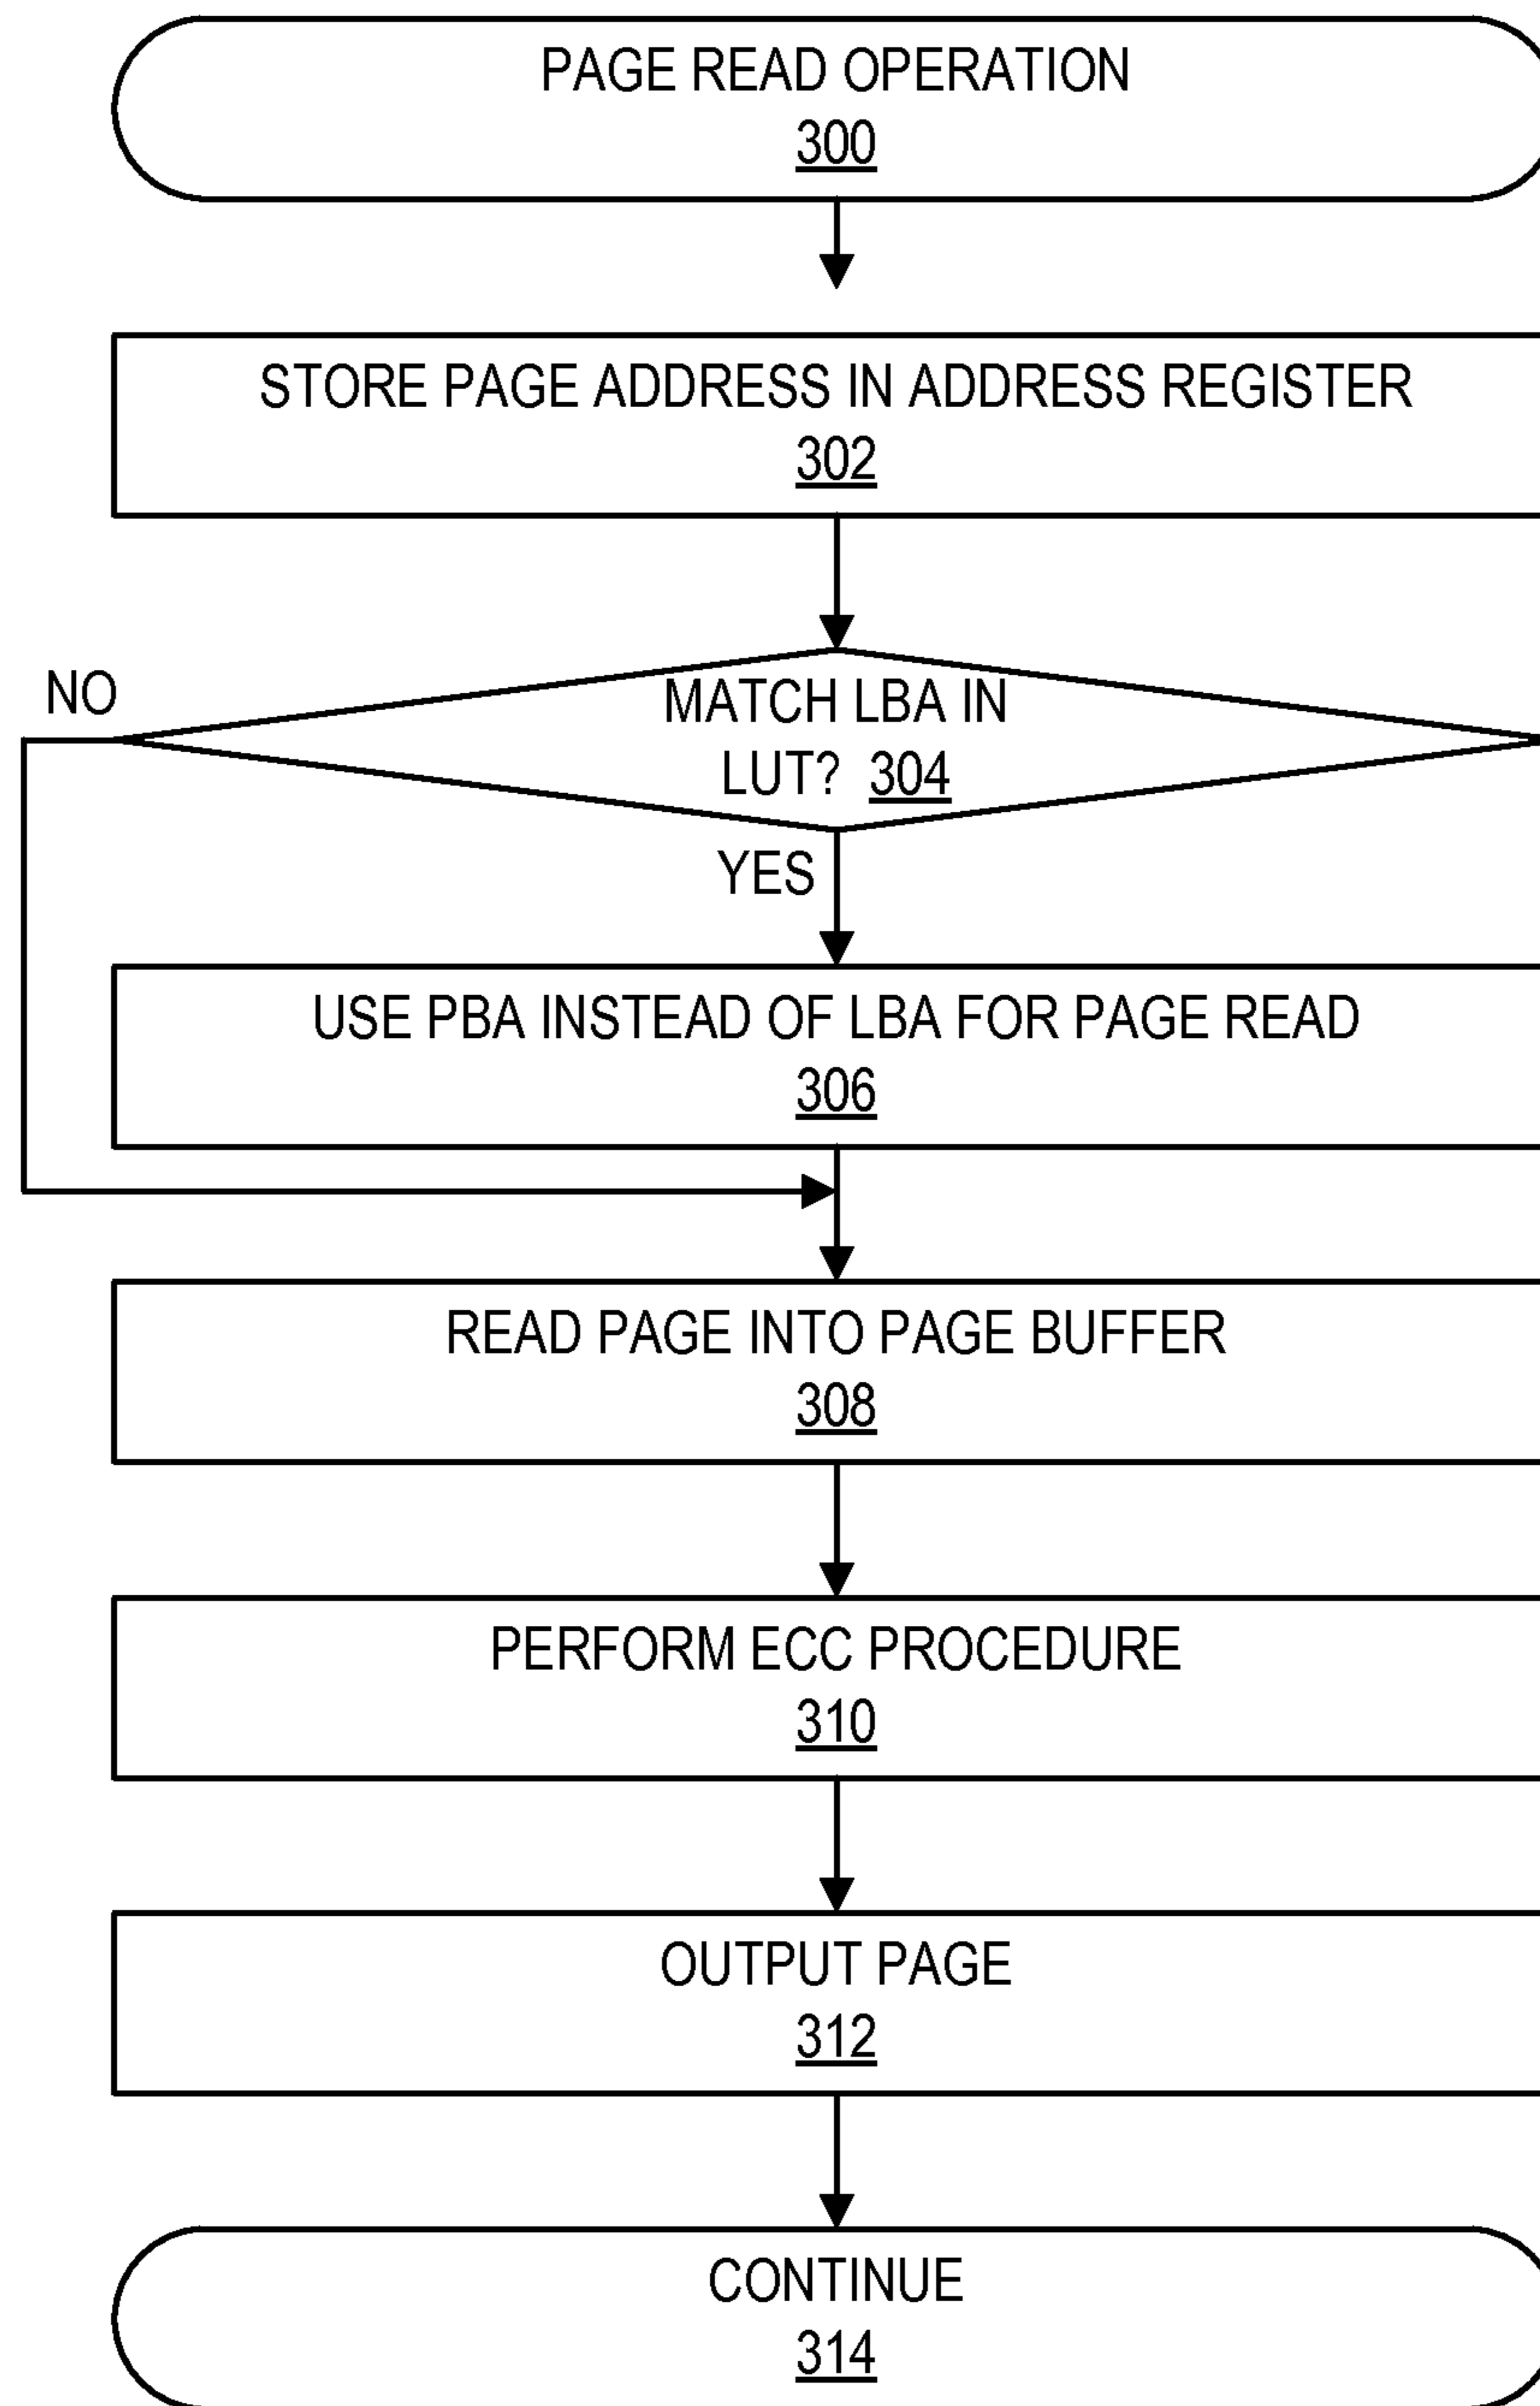 PAGE READ OPERATION
300
STORE PAGE ADDRESS IN ADDRESS REGISTER
302
NO
MATCH LBA IN
LUT? 304
YES
USE PBA INSTEAD OF LBA FOR PAGE READ
306
READ PAGE INTO PAGE BUFFER
308
PERFORM ECC PROCEDURE
310
OUTPUT PAGE
312
CONTINUE
314